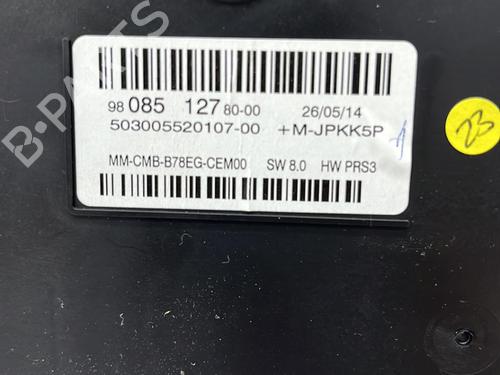 98 085 127 80-00 26/05/14
503005520107-00 +M-JPKK5P
MM-CMB-B78EG-CEM00 SW 8.0 HW PRS3
23
B-PARTS